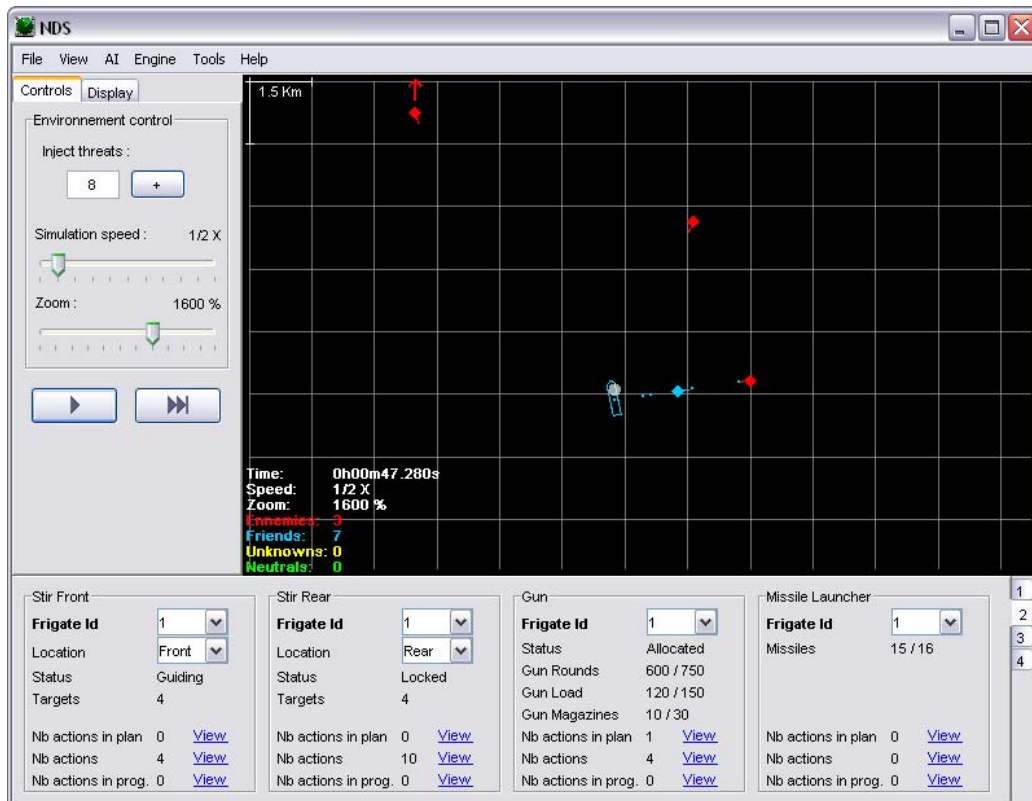 NDS
File View AI Engine Tools Help
Controls Display
Environnement control
Inject threats :
8 +
Simulation speed : 1/2 X
Zoom : 1600 %
1.5 Km
Time: 0h00m47.280s
Speed: 1/2 X
Zoom: 1600 %
Ennemies: 3
Friends: 7
Unknowns: 0
Neutrals: 0
Stir Front
Frigate Id 1
Location Front
Status Guiding
Targets 4
Nb actions in plan 0 View
Nb actions 4 View
Nb actions in prog. 0 View
Stir Rear
Frigate Id 1
Location Rear
Status Locked
Targets 4
Nb actions in plan 0 View
Nb actions 10 View
Nb actions in prog. 0 View
Gun
Frigate Id 1
Status Allocated
Gun Rounds 600 / 750
Gun Load 120 / 150
Gun Magazines 10 / 30
Nb actions in plan 1 View
Nb actions 4 View
Nb actions in prog. 0 View
Missile Launcher
Frigate Id 1
Missiles 15 / 16
Nb actions in plan 0 View
Nb actions 0 View
Nb actions in prog. 0 View
1
2
3
4